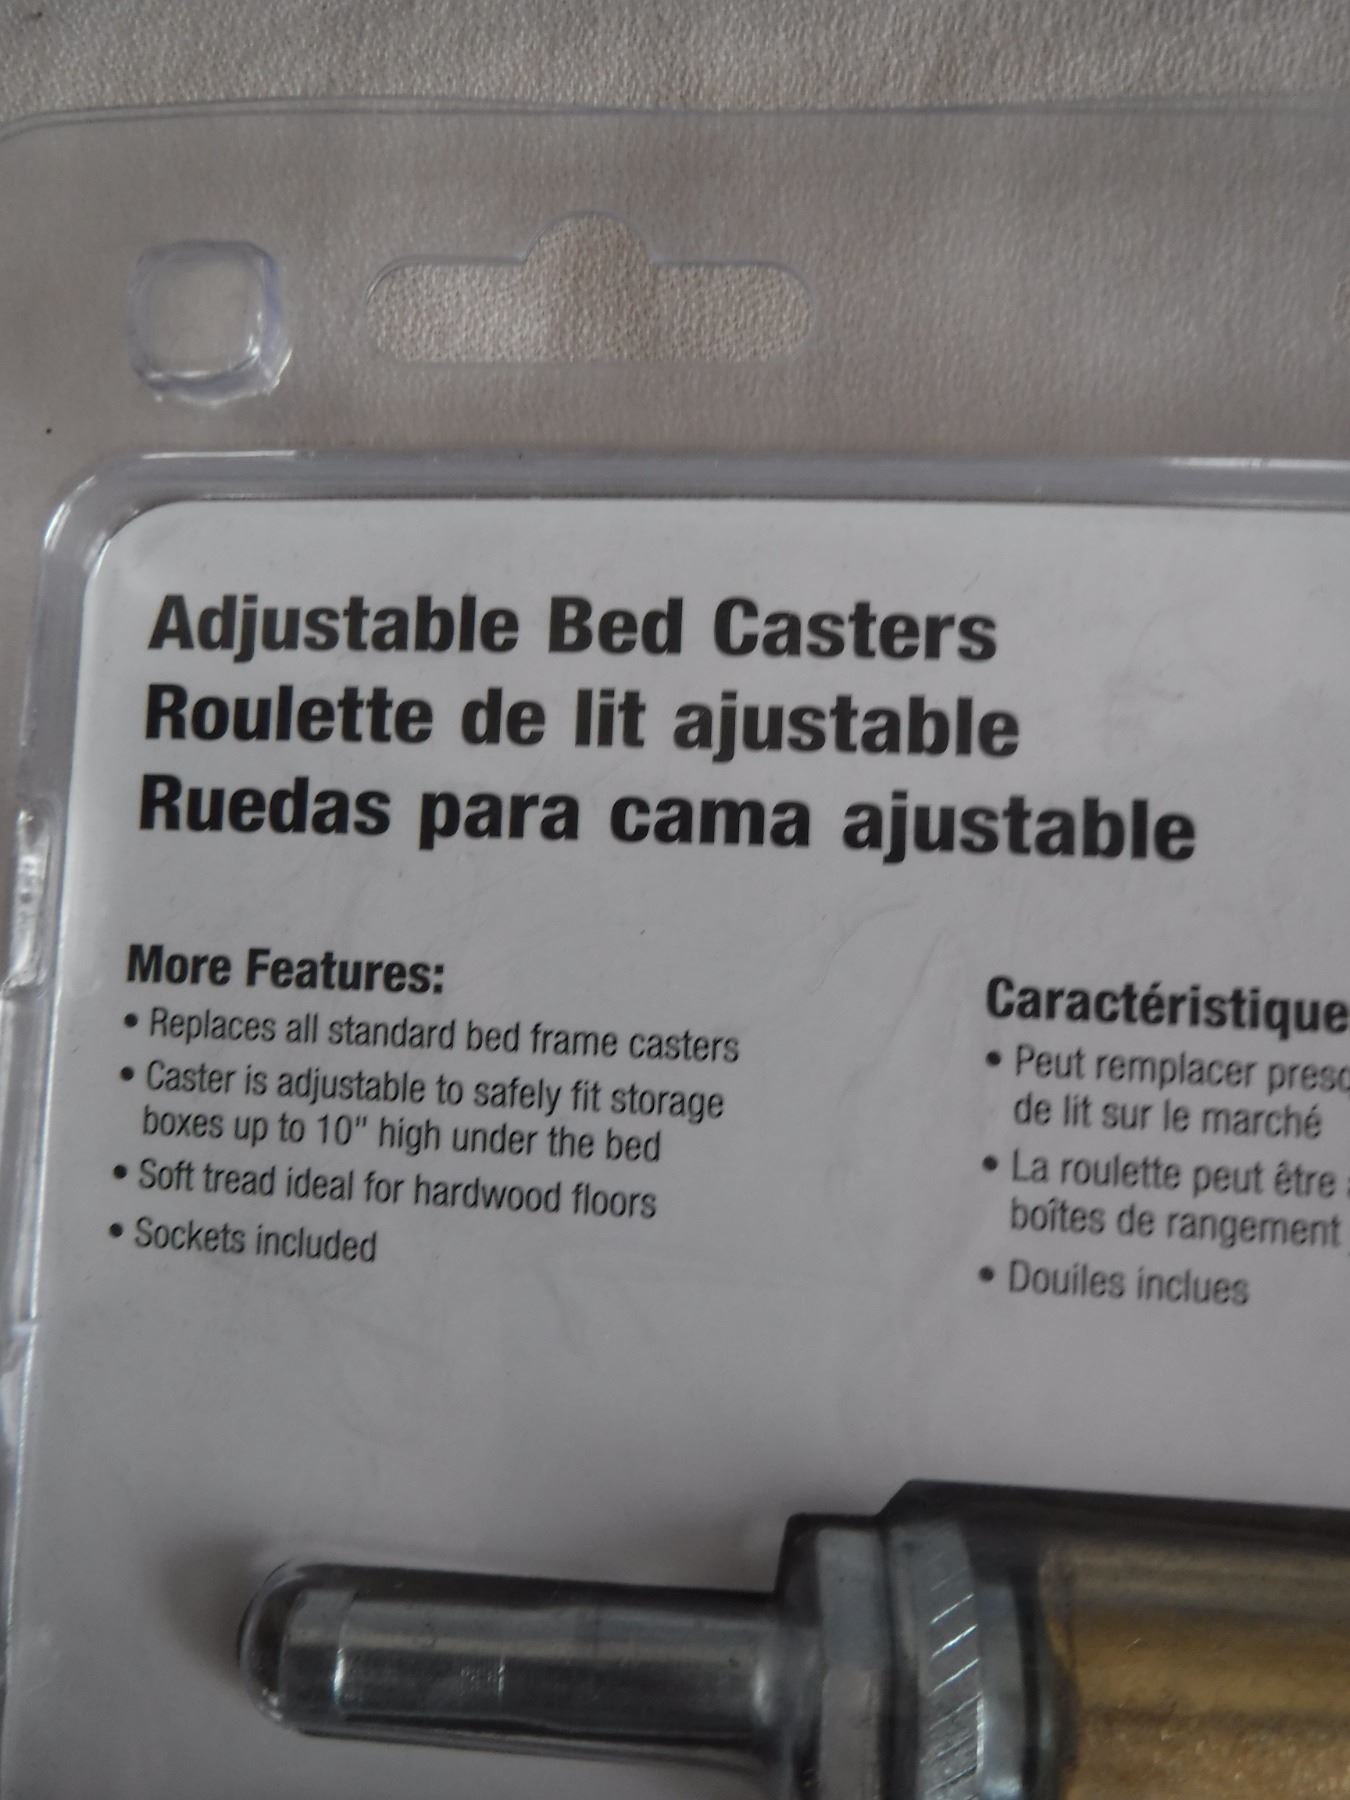 Adjustable Bed Casters
Roulette de lit ajustable
Ruedas para cama ajustable
More Features:
• Replaces all standard bed frame casters
• Caster is adjustable to safely fit storage
boxes up to 10" high under the bed
• Soft tread ideal for hardwood floors
• Sockets included
Caractéristique
• Peut remplacer
de lit sur le marché
• La roulette peut être
boîtes de rangement
• Douiles inclues